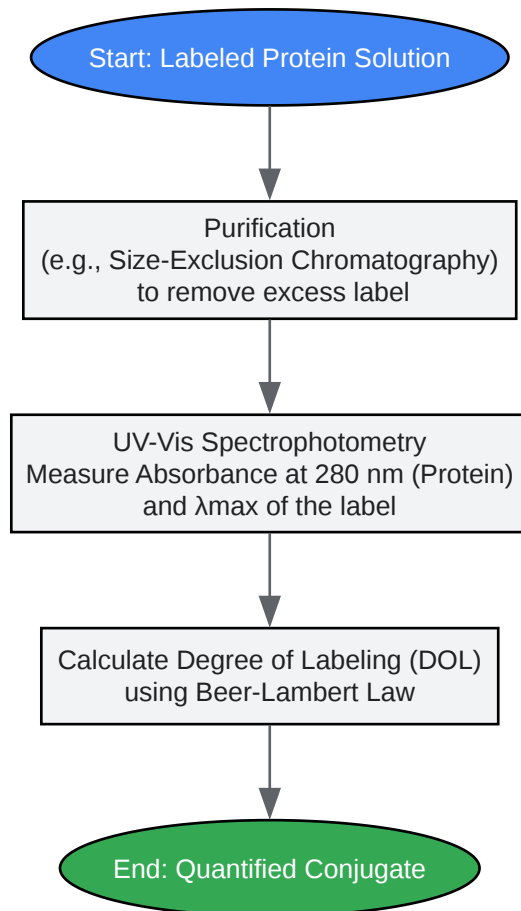 Start: Labeled Protein Solution
Purification
(e.g., Size-Exclusion Chromatography)
to remove excess label
UV-Vis Spectrophotometry
Measure Absorbance at 280 nm (Protein)
and λmax of the label
Calculate Degree of Labeling (DOL)
using Beer-Lambert Law
End: Quantified Conjugate